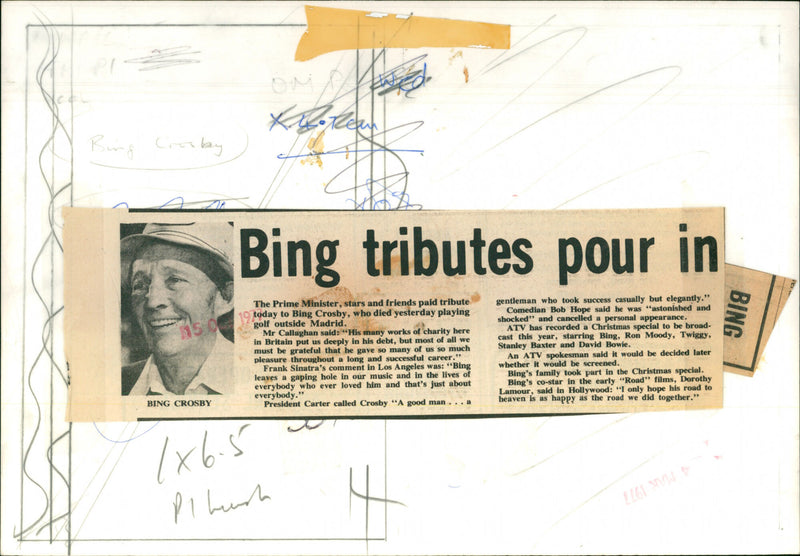 Bing Crosby
Bing tributes pour in
The Prime Minister, stars and friends paid tribute
today to Bing Crosby, who died yesterday playing
golf outside Madrid.
Mr Callaghan said: "His many works of charity here
in Britain put us deeply in his debt, but most of all we
must be grateful that he gave so many of us so much
pleasure throughout a long and successful career."
Frank Sinatra's comment in Los Angeles was: "Bing
leaves a gaping hole in our music and in the lives of
everybody who ever loved him and that's just about
everybody."
President Carter called Crosby "A good man . . . a
gentleman who took success casually but elegantly."
Comedian Bob Hope said he was "astonished and
shocked" and cancelled a personal appearance.
ATV has recorded a Christmas special to be broad-
cast this year, starring Bing, Ron Moody, Twiggy,
Stanley Baxter and David Bowie.
An ATV spokesman said it would be decided later
whether it would be screened.
Bing's family took part in the Christmas special.
Bing's co-star in the early "Road" films, Dorothy
Lamour, said in Hollywood: "I only hope his road to
heaven is as happy as the road we did together."
BING CROSBY
BING
1 x 6.5
P1
4
1977